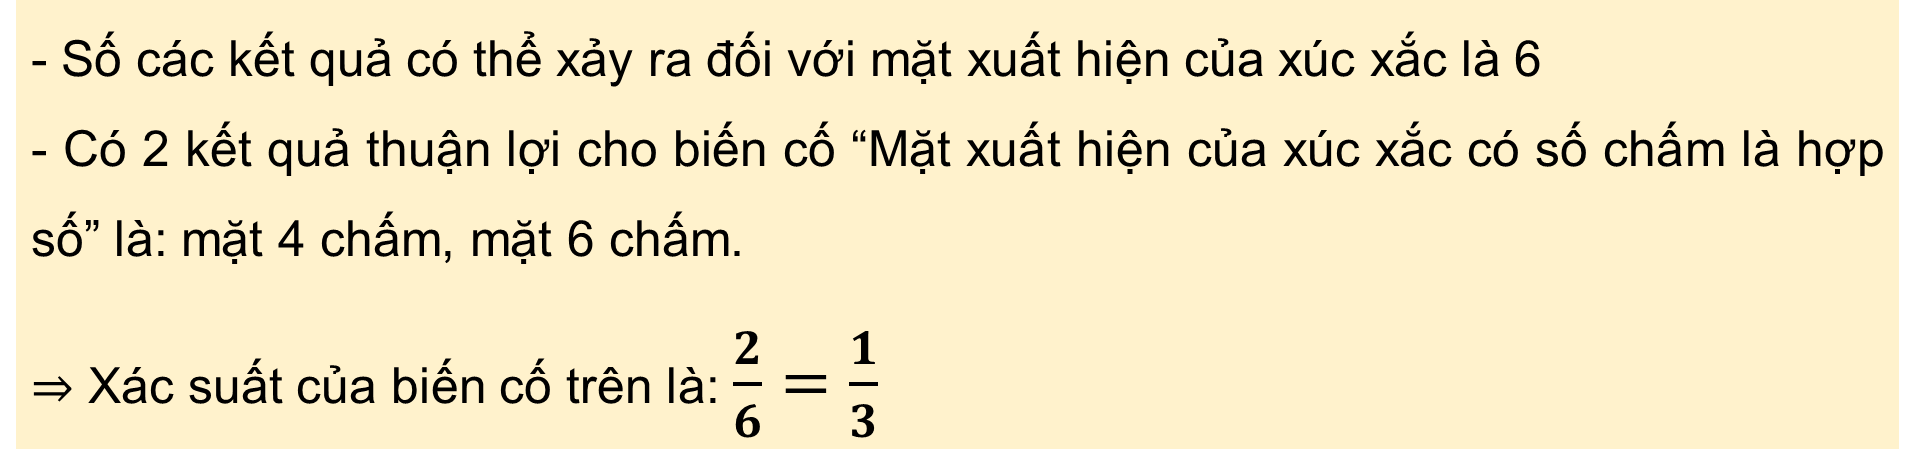 - Số các kết quả có thể xảy ra đối với mặt xuất hiện của xúc xắc là 6
- Có 2 kết quả thuận lợi cho biến cố “Mặt xuất hiện của xúc xắc có số chấm là hợp
số” là: mặt 4 chấm, mặt 6 chấm.
⇒ Xác suất của biến cố trên là: 2/6 = 1/3